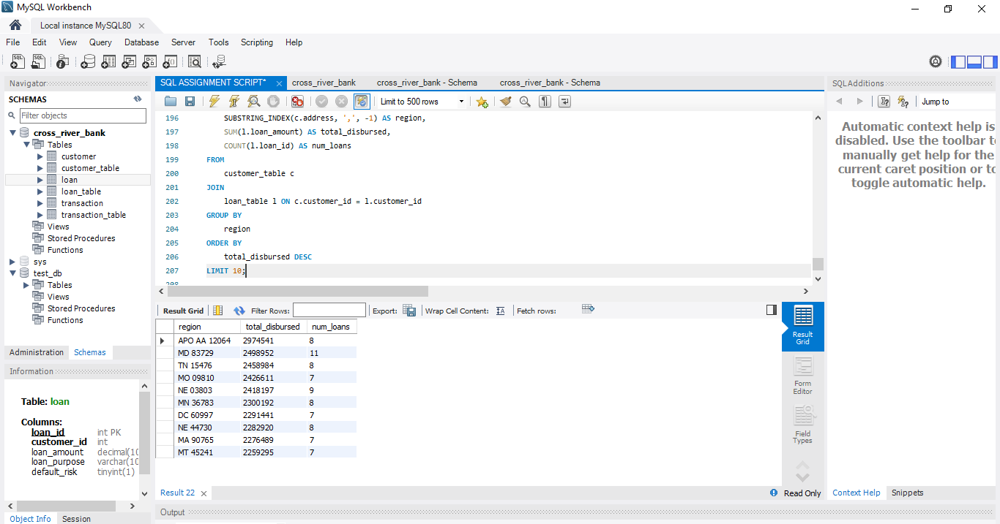 MySQL Workbench
Local instance MySQL80
File Edit View Query Database Server Tools Scripting Help
Navigator
SCHEMAS
Filter objects
cross_river_bank
Tables
customer
customer_table
loan
loan_table
transaction
transaction_table
Views
Stored Procedures
Functions
sys
test_db
Tables
Views
Stored Procedures
Functions
Administration Schemas
Information
Table: loan
Columns:
loan_id int PK
customer_id int
loan_amount decimal(10
loan_purpose varchar(10
default_risk tinyint(1)
Object Info Session
SQL ASSIGNMENT SCRIPT* cross_river_bank cross_river_bank - Schema cross_river_bank - Schema
Limit to 500 rows
196 SUBSTRING_INDEX(c.address, ',', -1) AS region,
197 SUM(l.loan_amount) AS total_disbursed,
198 COUNT(l.loan_id) AS num_loans
199 FROM
200 customer_table c
201 JOIN
202 loan_table l ON c.customer_id = l.customer_id
203 GROUP BY
204 region
205 ORDER BY
206 total_disbursed DESC
207 LIMIT 10;
208
Result Grid Filter Rows: Export: Wrap Cell Content: Fetch rows:
region total_disbursed num_loans
APO AA 12064 2974541 8
MD 83729 2498952 11
TN 15476 2458984 8
MO 09810 2426611 7
NE 03803 2418197 9
MN 36783 2300192 8
DC 60997 2291441 7
NE 44730 2282920 8
MA 90765 2276489 7
MT 45241 2259295 7
Result
Grid
Form
Editor
Field
Types
Result 22 Read Only
Output
SQLAdditions
Jump to
Automatic context help is
disabled. Use the toolbar to
manually get help for the
current caret position or to
toggle automatic help.
Context Help Snippets